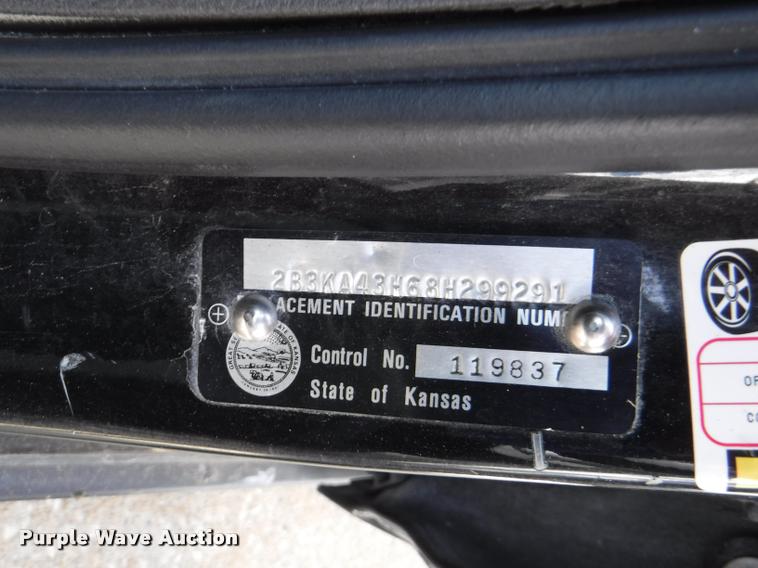 2B3KA43H68H299291
ACEMENT IDENTIFICATION NUM
Control No. 119837
State of Kansas
Purple Wave Auction